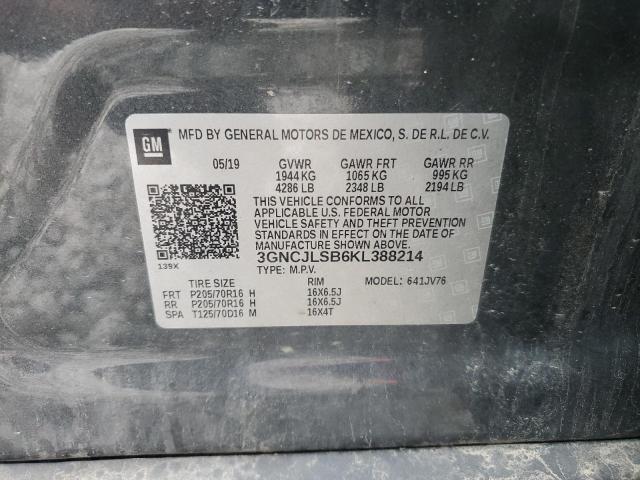 GM
MFD BY GENERAL MOTORS DE MEXICO, S. DE R.L. DE C.V.
05/19 GVWR GAWR FRT GAWR RR
1944 KG 1065 KG 995 KG
4286 LB 2348 LB 2194 LB
THIS VEHICLE CONFORMS TO ALL
APPLICABLE U.S. FEDERAL MOTOR
VEHICLE SAFETY AND THEFT PREVENTION
STANDARDS IN EFFECT ON THE DATE OF
MANUFACTURE SHOWN ABOVE.
139X 3GNCJLSB6KL388214
TYPE: M.P.V. MODEL: 641JV76
TIRE SIZE RIM
FRT P205/70R16 H 16X6.5J
RR P205/70R16 H 16X6.5J
SPA T125/70D16 M 16X4T